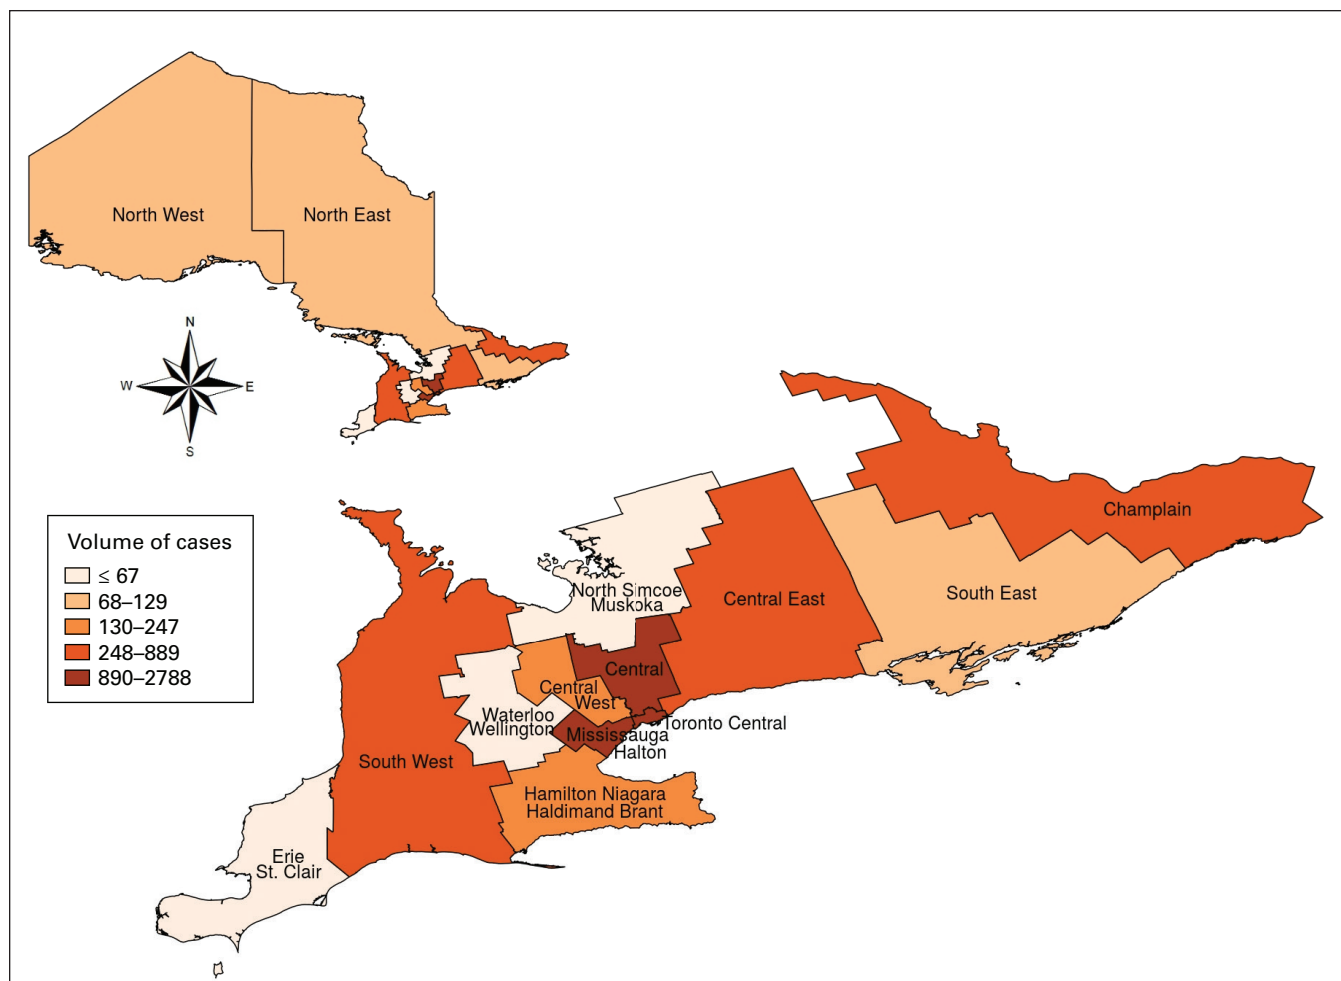 North West
North East
N
W
E
S
Volume of cases
≤ 67
68–129
130–247
248–889
890–2788
Champlain
South East
Central East
North Simcoe
Muskoka
Central
Central
West
Waterloo
Wellington
Toronto Central
Mississauga
Halton
South West
Hamilton Niagara
Haldimand Brant
Erie
St. Clair